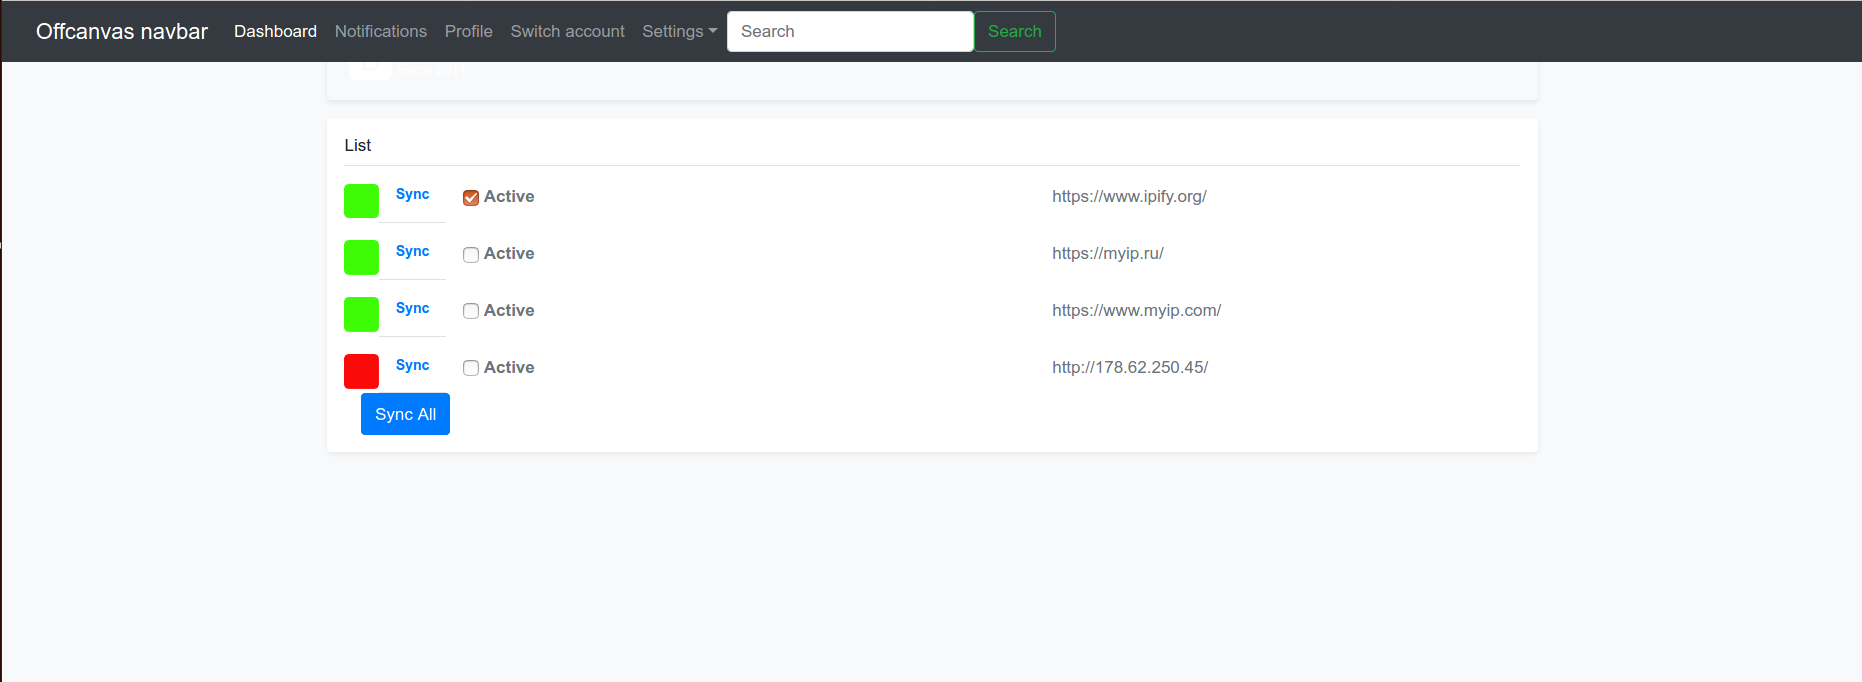 Offcanvas navbar Dashboard Notifications Profile Switch account Settings Search Search
List
Sync Active https://www.ipify.org/
Sync Active https://myip.ru/
Sync Active https://www.myip.com/
Sync Active http://178.62.250.45/
Sync All